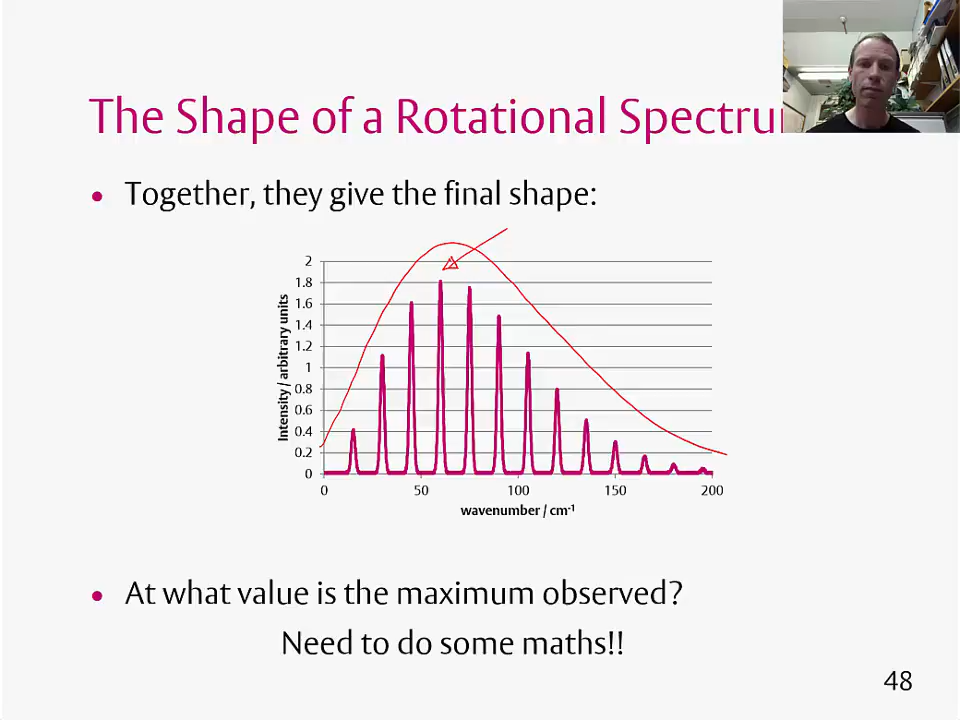 The Shape of a Rotational Spectru
• Together, they give the final shape:
2
1.8
1.6
1.4
1.2
1
0.8
0.6
0.4
0.2
0
Intensity / arbitrary units
0 50 100 150 200
wavenumber / cm⁻¹
• At what value is the maximum observed?
Need to do some maths!!
48